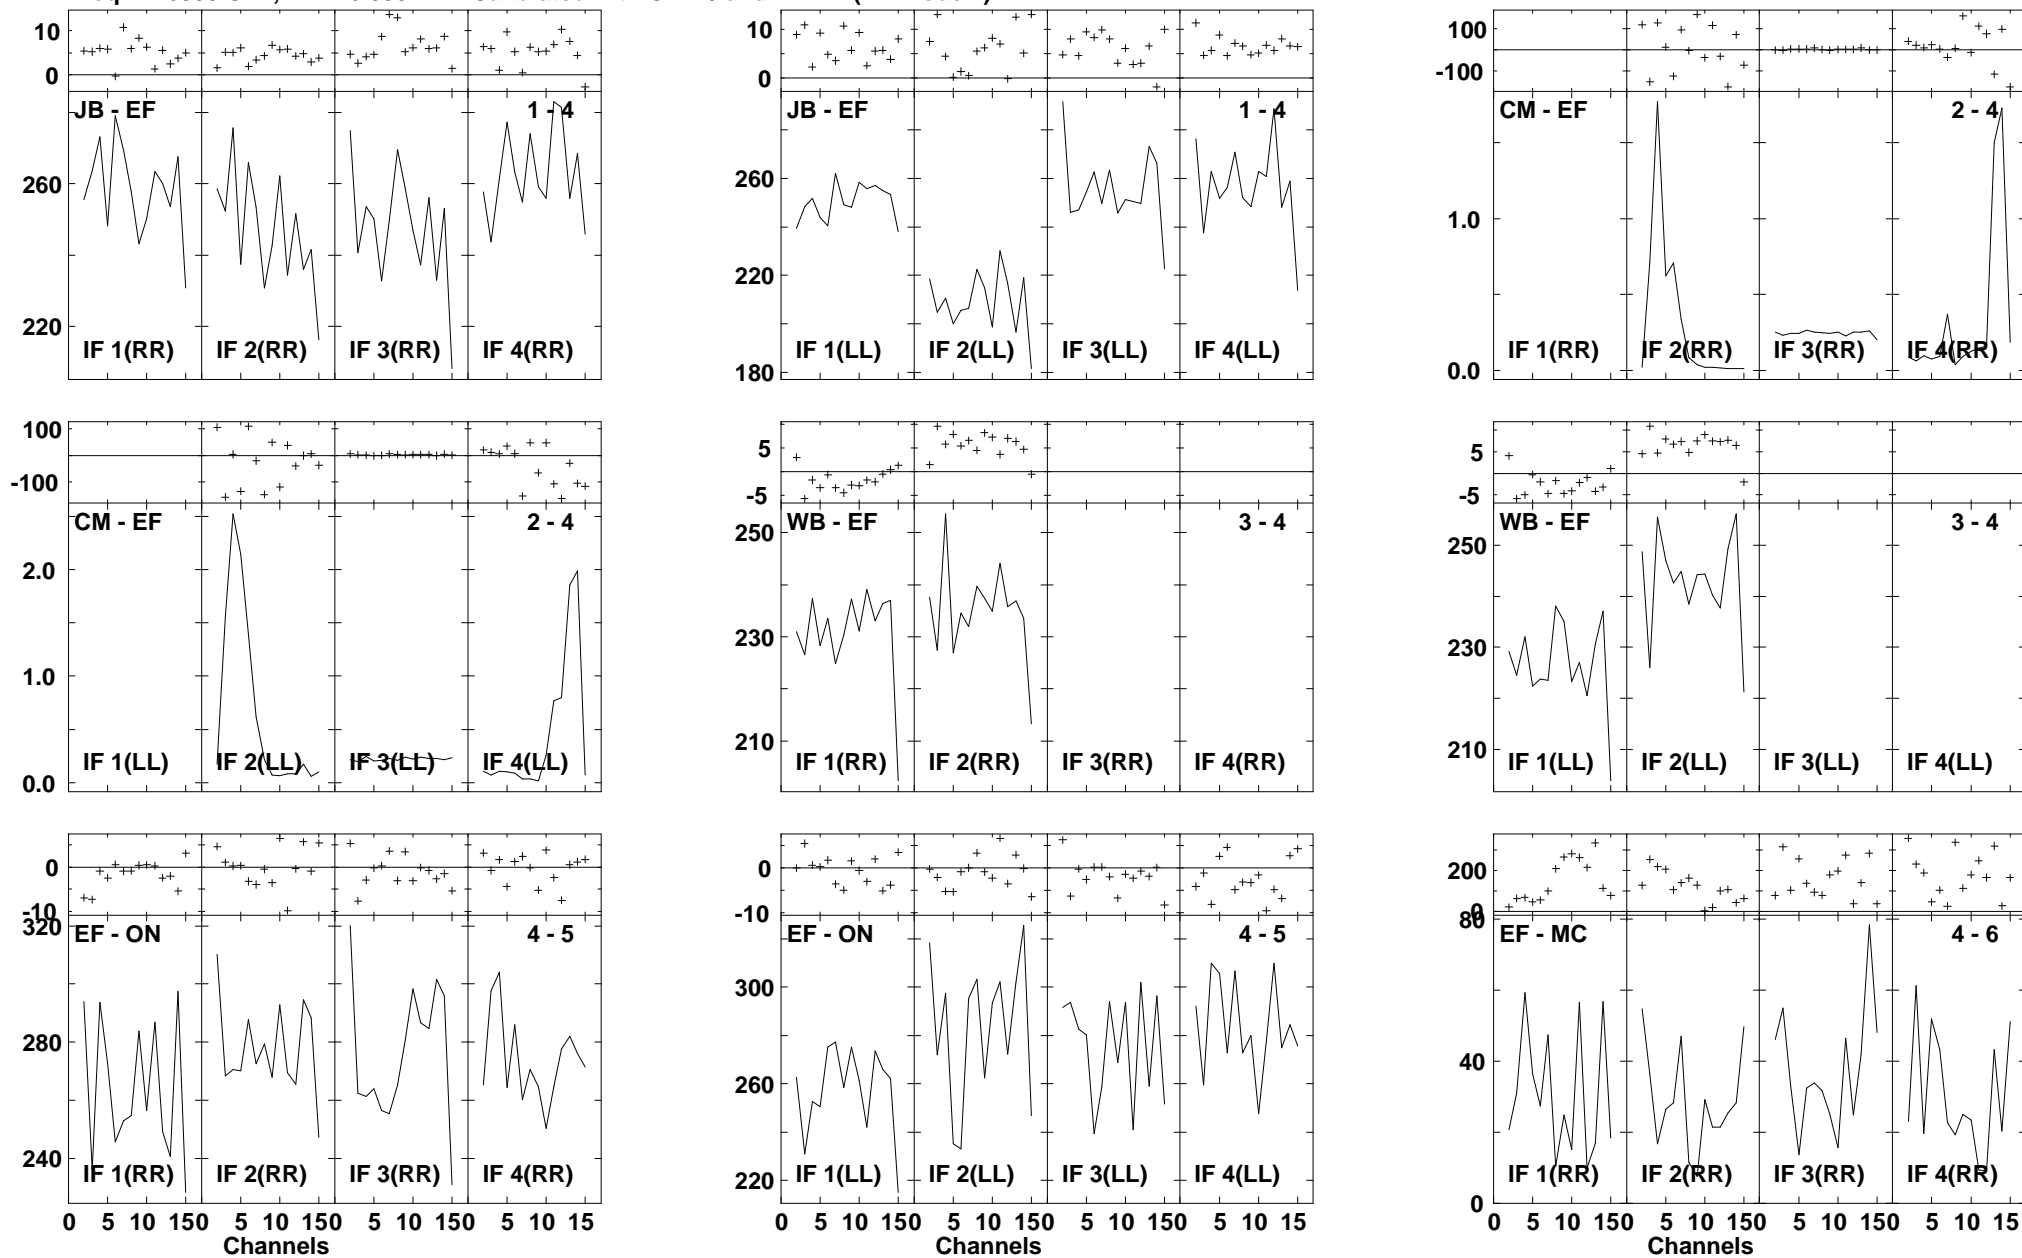 10 0
JB - EF 1 - 4
260 220
IF 1(RR) IF 2(RR) IF 3(RR) IF 4(RR)
10 0
JB - EF 1 - 4
260 220 180
IF 1(LL) IF 2(LL) IF 3(LL) IF 4(LL)
100 -100
CM - EF 2 - 4
1.0 0.0
IF 1(RR) IF 2(RR) IF 3(RR) IF 4(RR)
100 -100
CM - EF 2 - 4
2.0 1.0 0.0
IF 1(LL) IF 2(LL) IF 3(LL) IF 4(LL)
5 -5
WB - EF 3 - 4
250 230 210
IF 1(RR) IF 2(RR) IF 3(RR) IF 4(RR)
5 -5
WB - EF 3 - 4
250 230 210
IF 1(LL) IF 2(LL) IF 3(LL) IF 4(LL)
0 -10
EF - ON 4 - 5
320 280 240
IF 1(RR) IF 2(RR) IF 3(RR) IF 4(RR)
0 5 10 150 5 10 150 5 10 150 5 10 15
Channels
0 -10
EF - ON 4 - 5
300 260 220
IF 1(LL) IF 2(LL) IF 3(LL) IF 4(LL)
0 5 10 150 5 10 150 5 10 150 5 10 15
Channels
200 0
EF - MC 4 - 6
80 40 0
IF 1(RR) IF 2(RR) IF 3(RR) IF 4(RR)
0 5 10 150 5 10 150 5 10 150 5 10 15
Channels